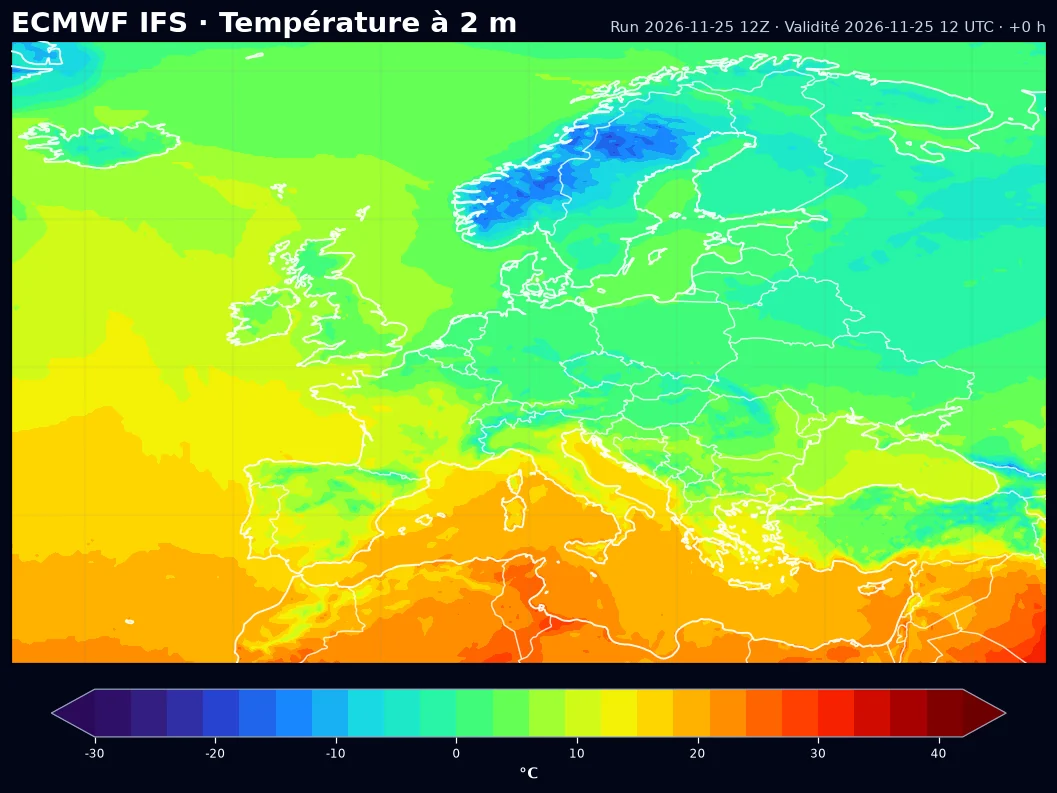 ECMWF IFS · Température à 2 m
Run 2026-11-25 12Z · Validité 2026-11-25 12 UTC · +0 h
-30 -20 -10 0 10 20 30 40
°C